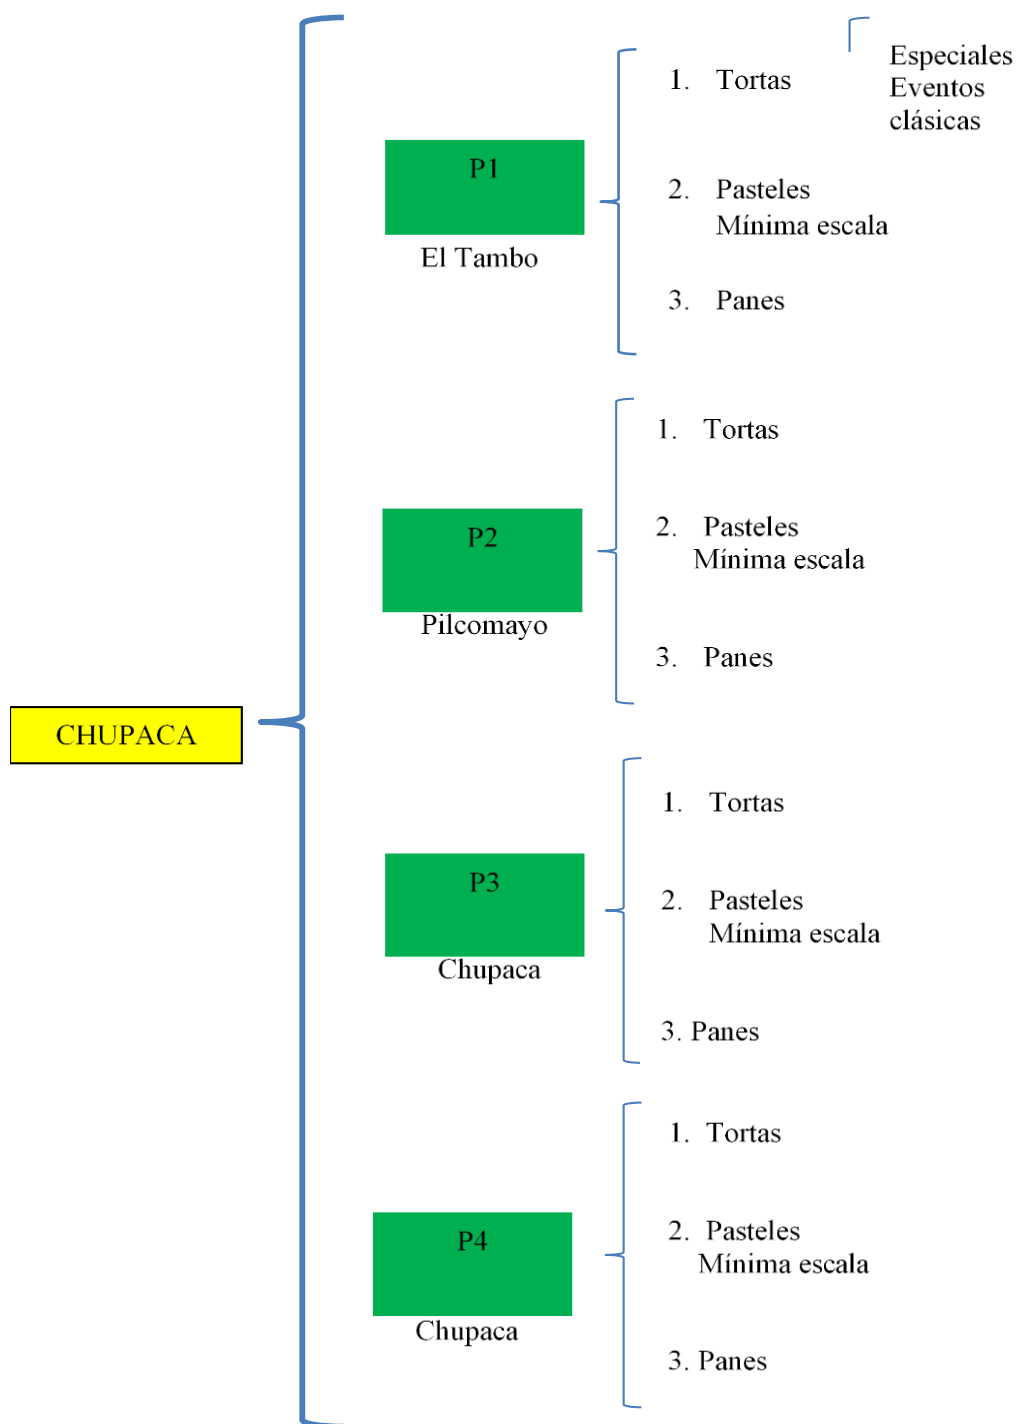 CHUPACA
P1
El Tambo
1. Tortas
Especiales
Eventos
clásicas
2. Pasteles
Mínima escala
3. Panes
P2
Pilcomayo
1. Tortas
2. Pasteles
Mínima escala
3. Panes
P3
Chupaca
1. Tortas
2. Pasteles
Mínima escala
3. Panes
P4
Chupaca
1. Tortas
2. Pasteles
Mínima escala
3. Panes